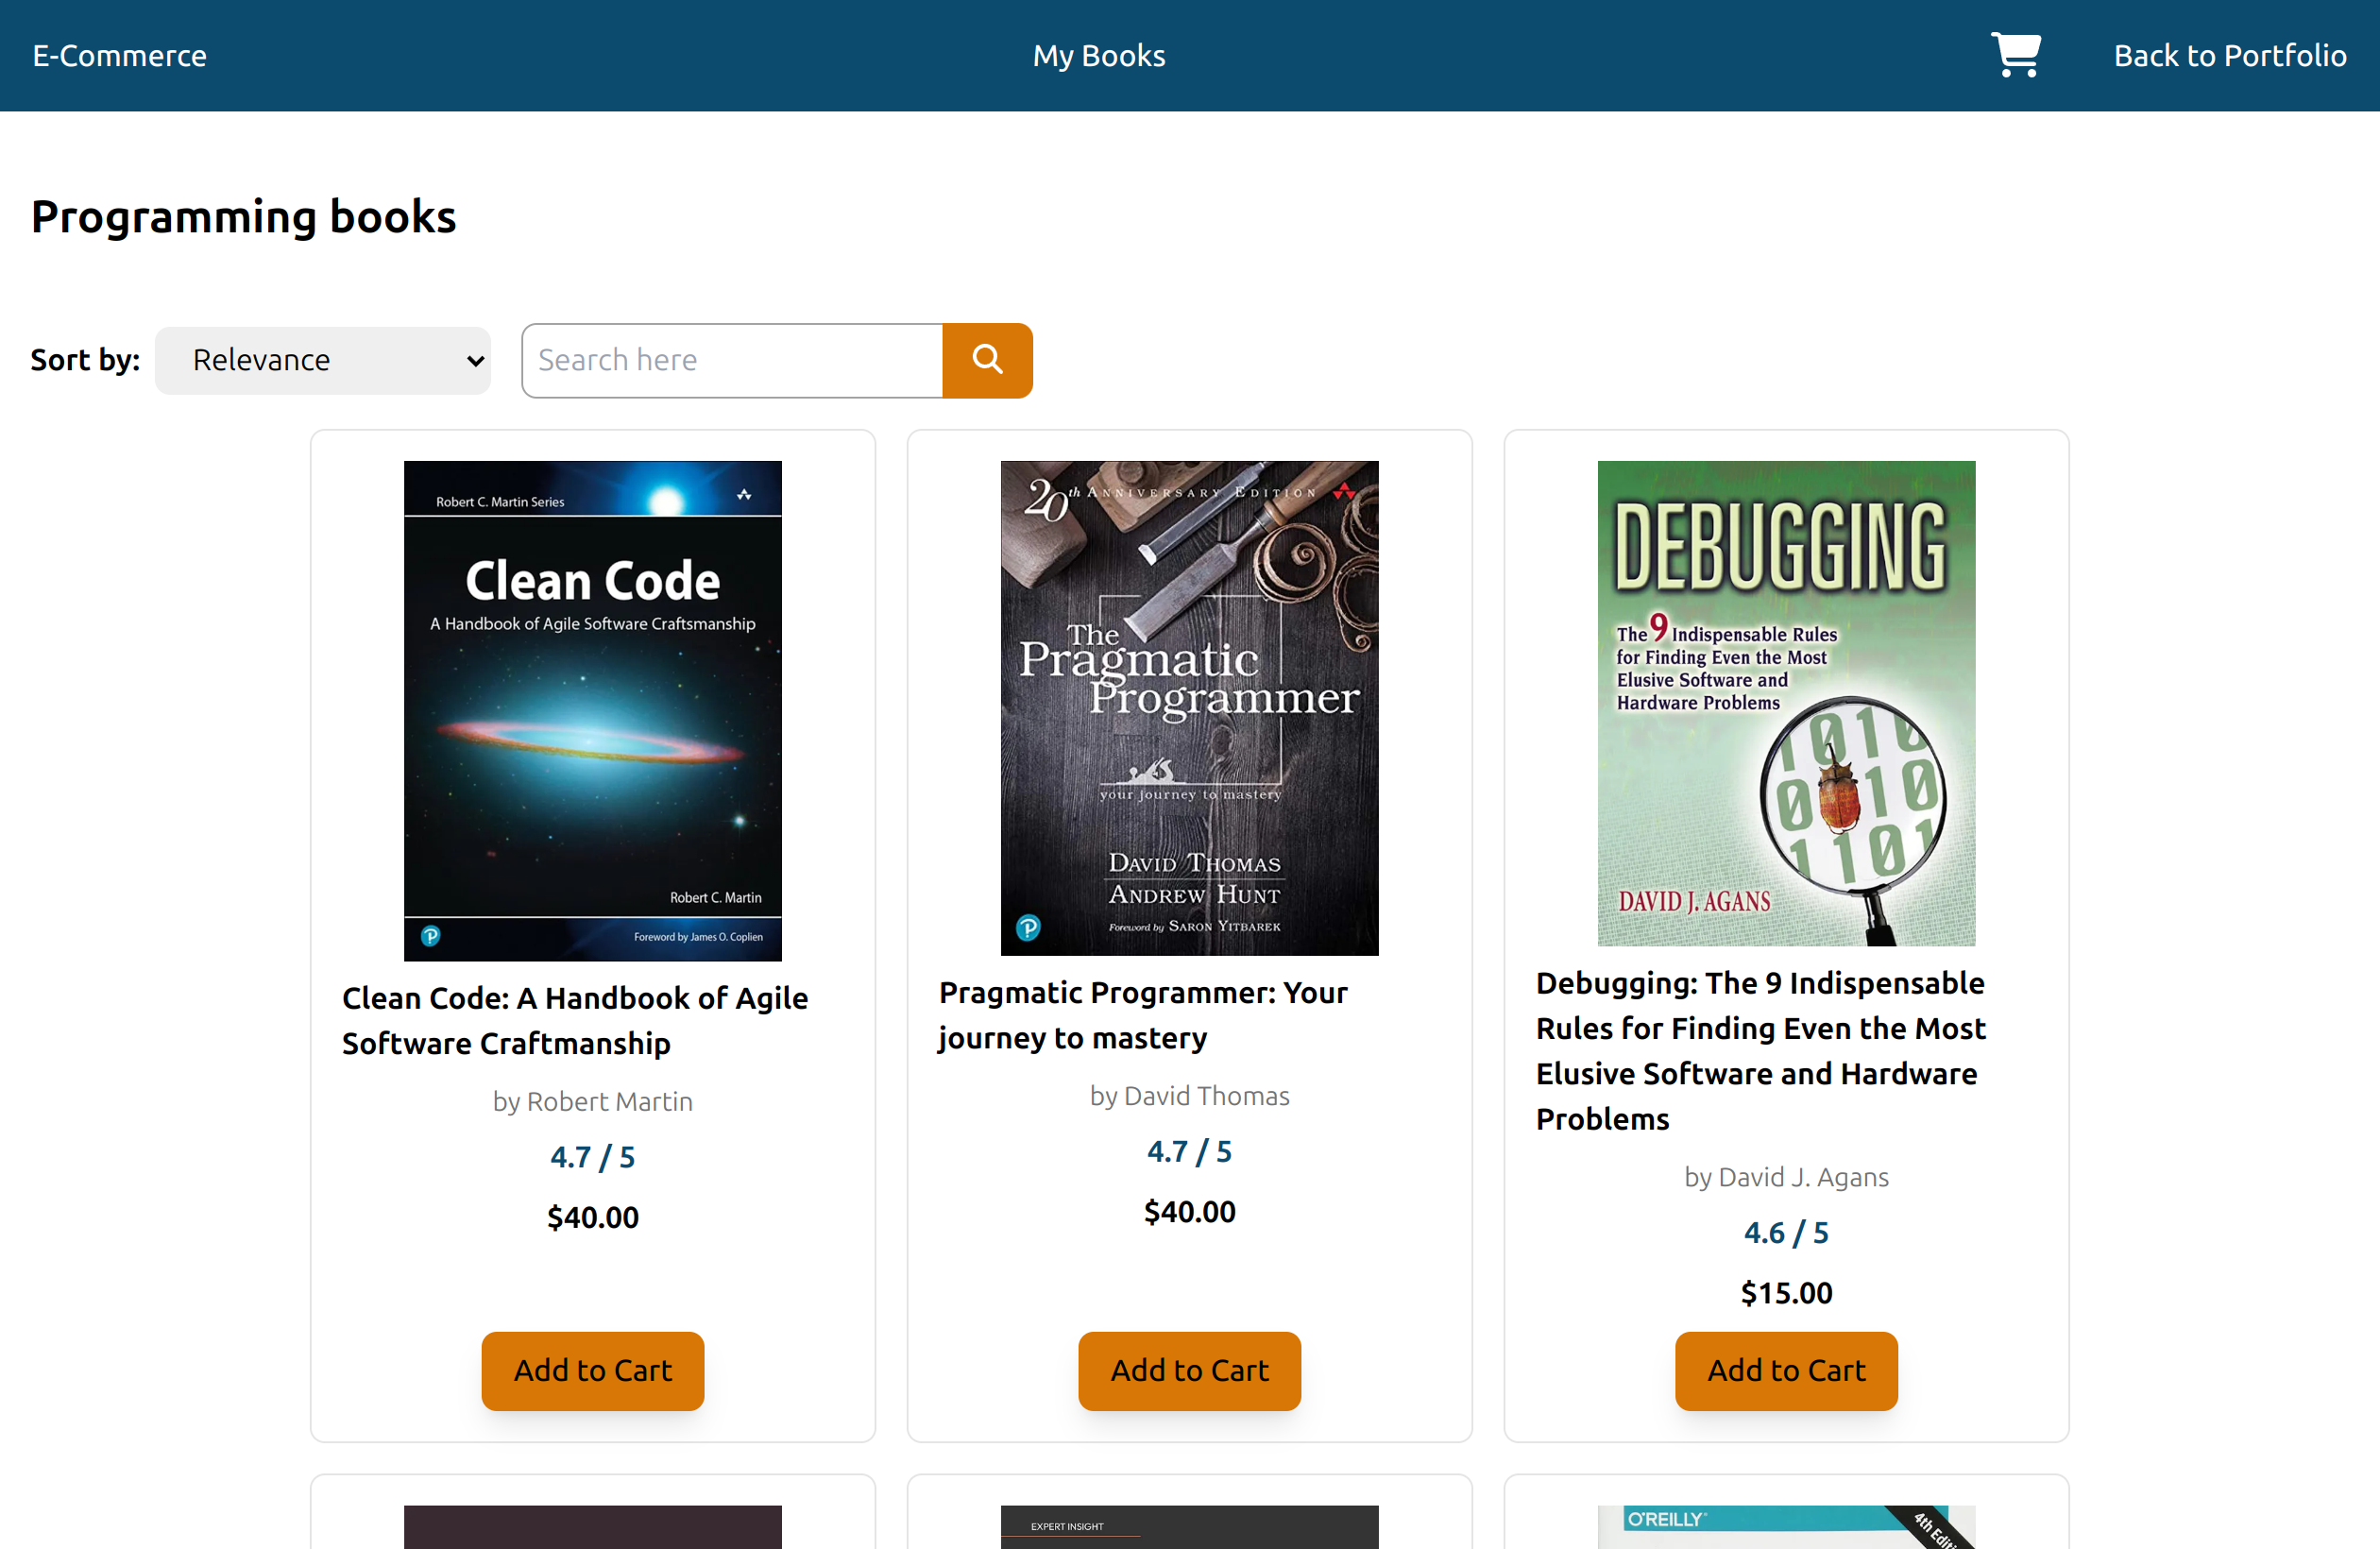 E-Commerce
My Books
Back to Portfolio
Programming books
Sort by:
Relevance
Search here
Robert C. Martin Series
Clean Code
A Handbook of Agile Software Craftsmanship
Robert C. Martin
Foreword by James O. Coplien
Clean Code: A Handbook of Agile
Software Craftmanship
by Robert Martin
4.7 / 5
$40.00
Add to Cart
20th ANNIVERSARY EDITION
The
Pragmatic
Programmer
your journey to mastery
DAVID THOMAS
ANDREW HUNT
Foreword by SARON YITBAREK
Pragmatic Programmer: Your
journey to mastery
by David Thomas
4.7 / 5
$40.00
Add to Cart
DEBUGGING
The 9 Indispensable Rules
for Finding Even the Most
Elusive Software and
Hardware Problems
1010
01010
1101
DAVID J. AGANS
Debugging: The 9 Indispensable
Rules for Finding Even the Most
Elusive Software and Hardware
Problems
by David J. Agans
4.6 / 5
$15.00
Add to Cart
EXPERT INSIGHT
O'REILLY
4th